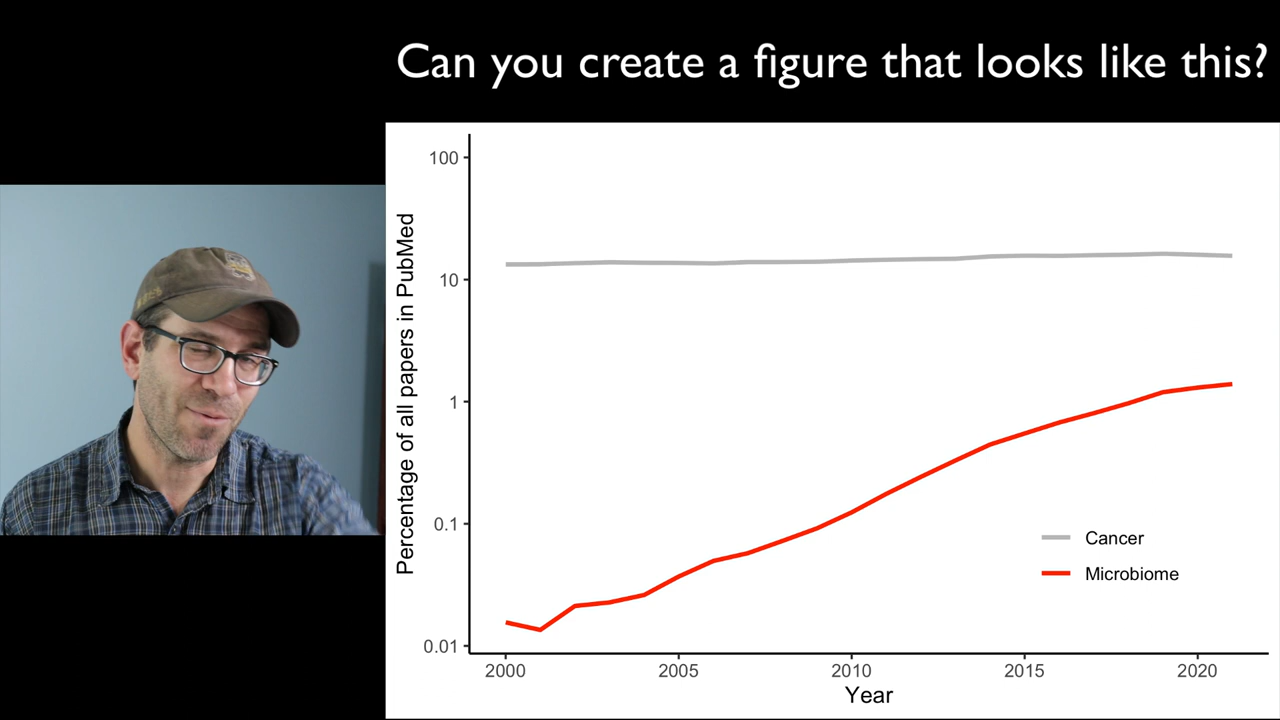 Can you create a figure that looks like this?
Percentage of all papers in PubMed
100
10
1
0.1
0.01
Cancer
Microbiome
2000 2005 2010 2015 2020
Year